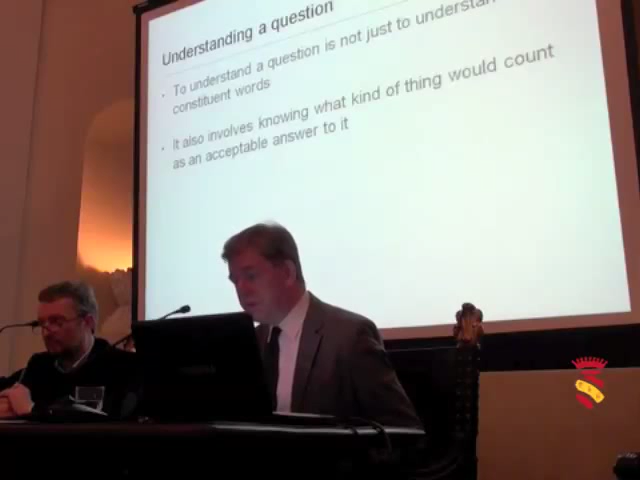 Understanding a question
• To understand a question is not just to understan
constituent words
• It also involves knowing what kind of thing would count
as an acceptable answer to it